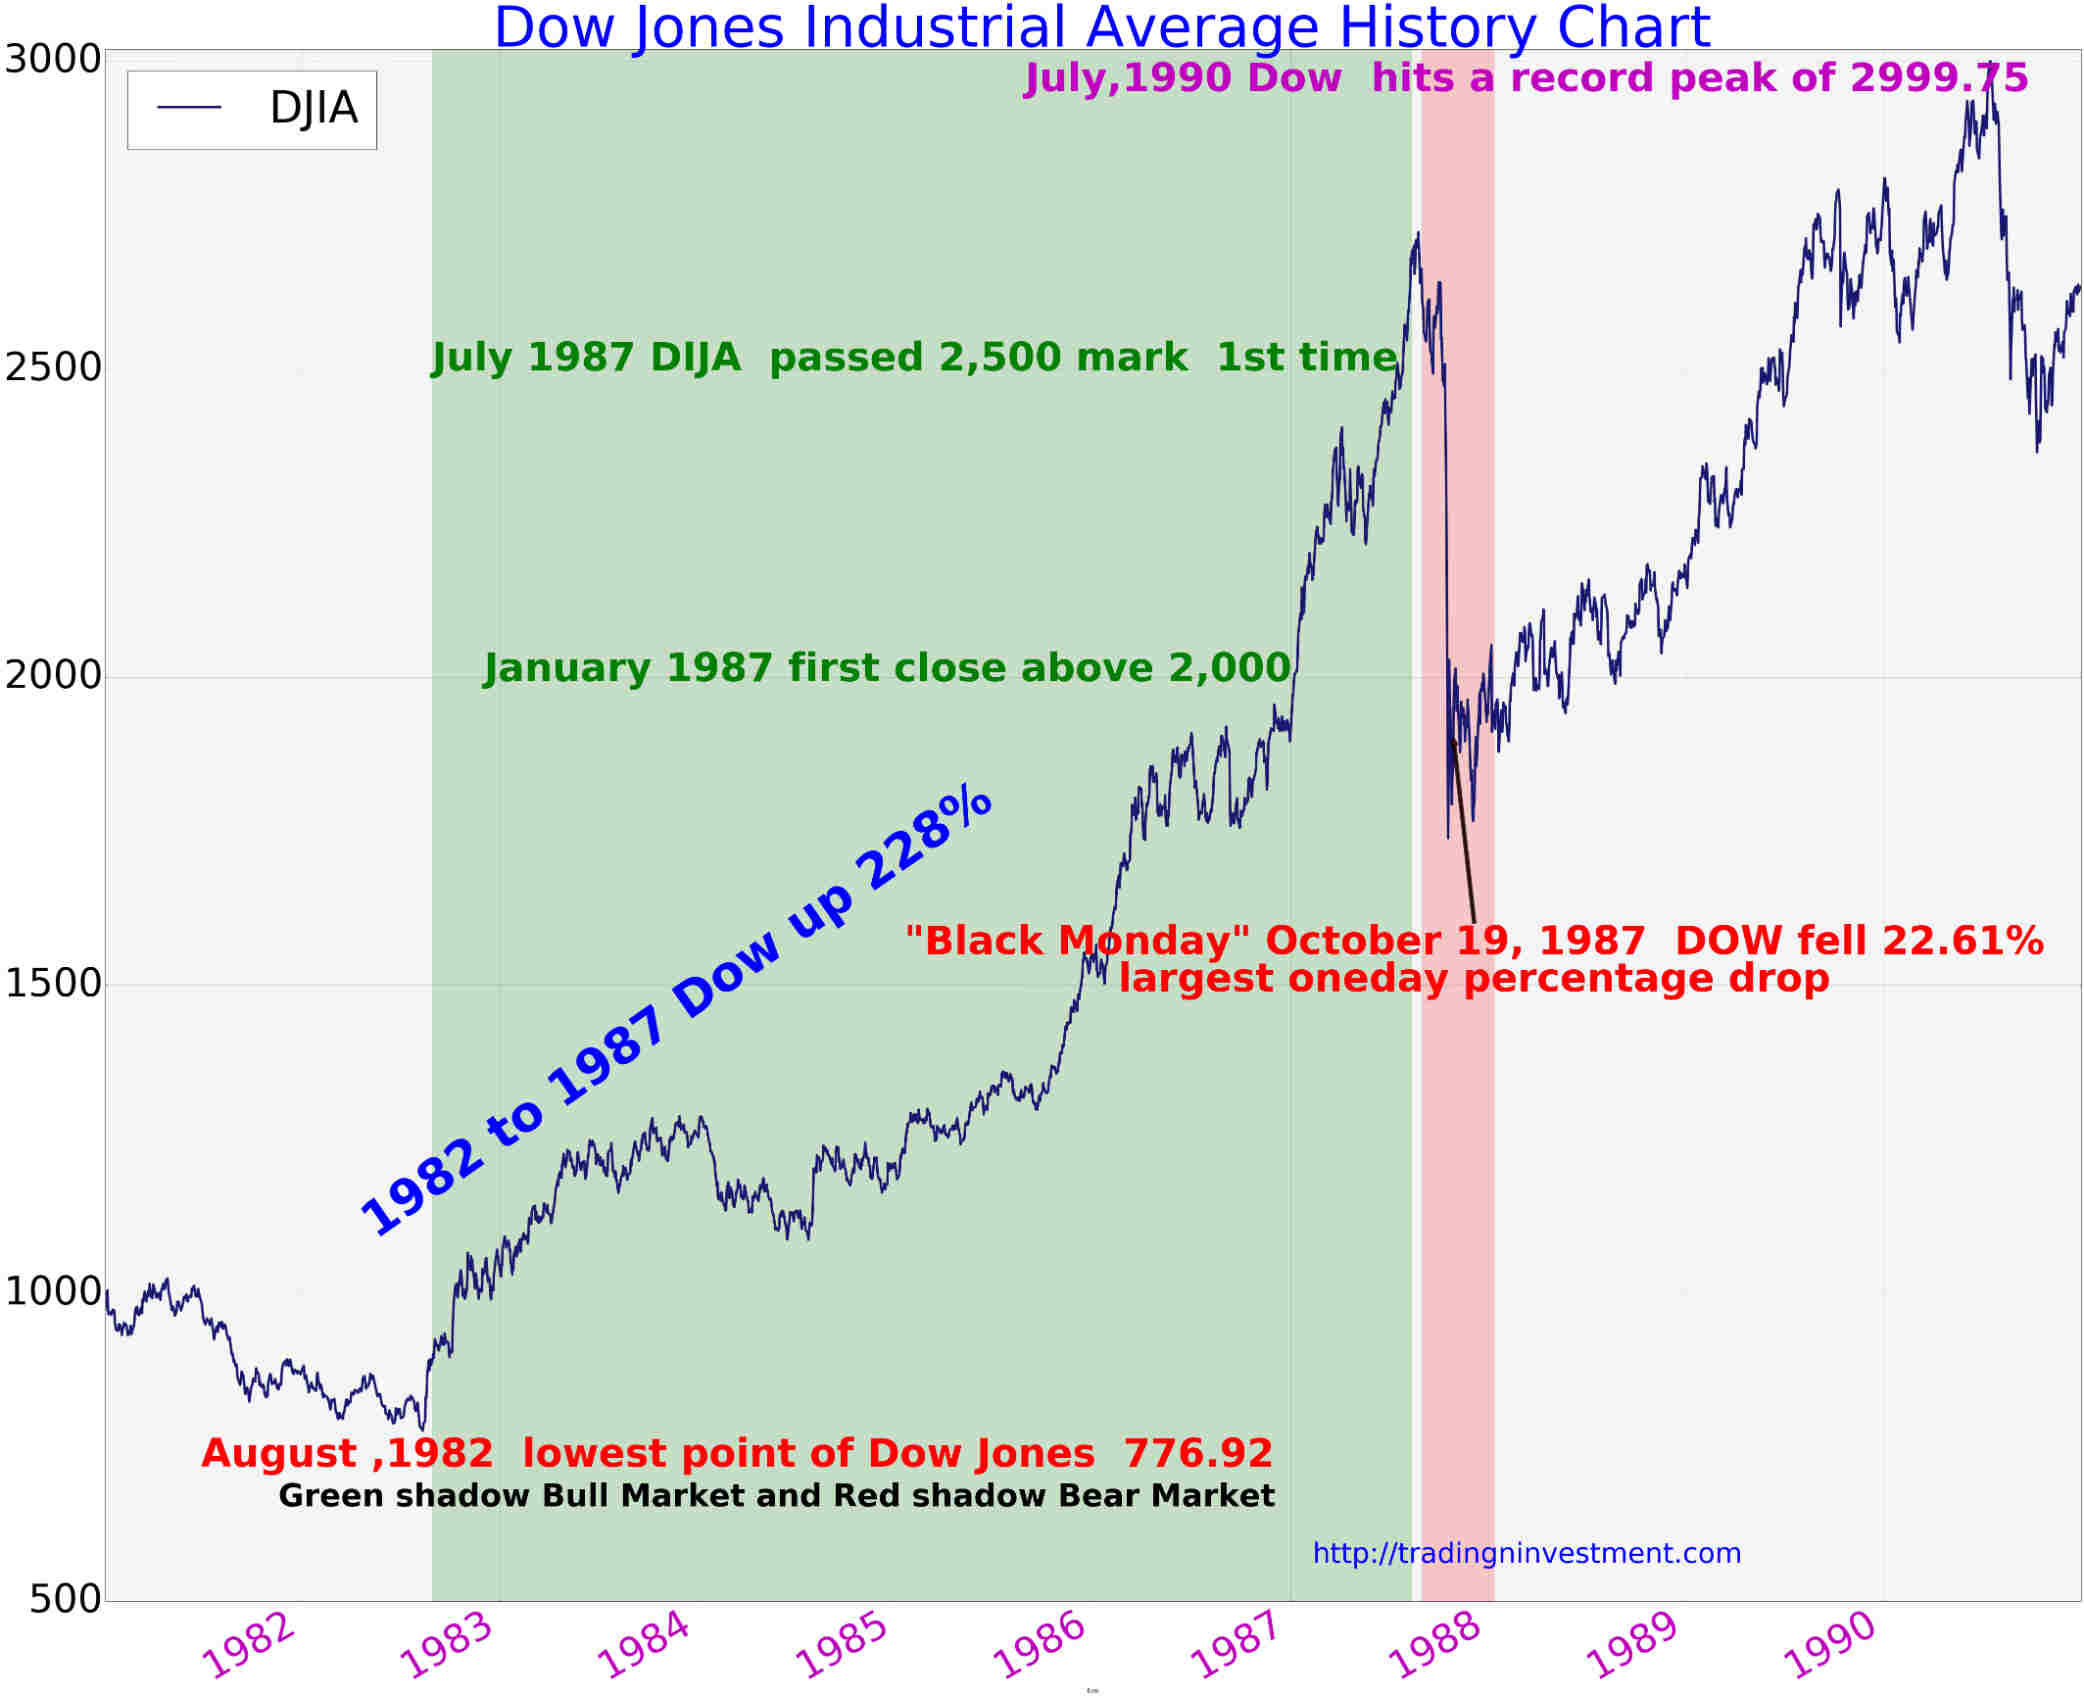 Dow Jones Industrial Average History Chart
3000
DJIA
July,1990 Dow  hits a record peak of 2999.75
2500
July 1987 DIJA  passed 2,500 mark  1st time
2000
January 1987 first close above 2,000
1982 to 1987 Dow up 228%
1500
"Black Monday" October 19, 1987  DOW fell 22.61%
largest oneday percentage drop
1000
August ,1982  lowest point of Dow Jones  776.92
Green shadow Bull Market and Red shadow Bear Market
http://tradingninvestment.com
500
1982
1983
1984
1985
1986
1987
1988
1989
1990